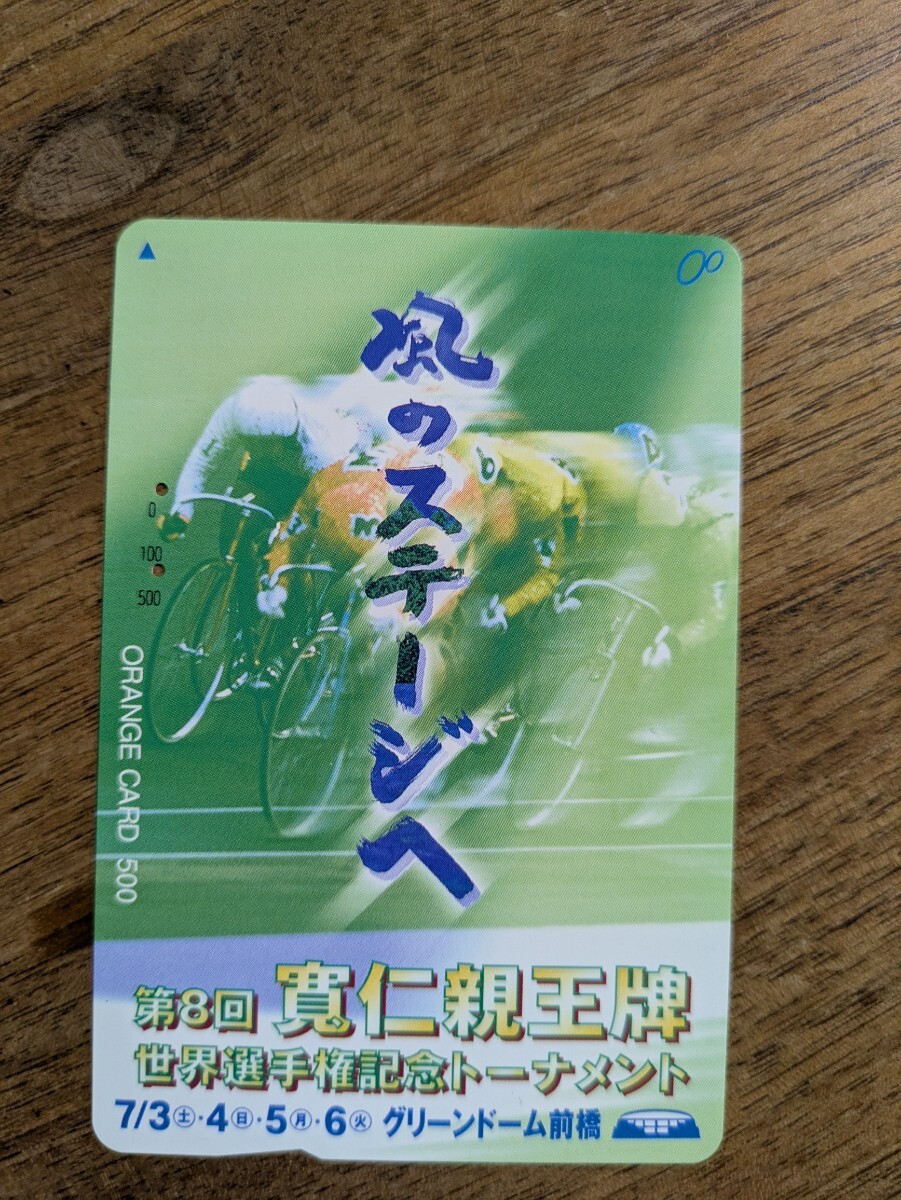 風のステージへ
0
100
500
ORANGE CARD 500
第8回 寛仁親王牌
世界選手権記念トーナメント
7/3㊏・4㊐・5㊊・6㊋ グリーンドーム前橋